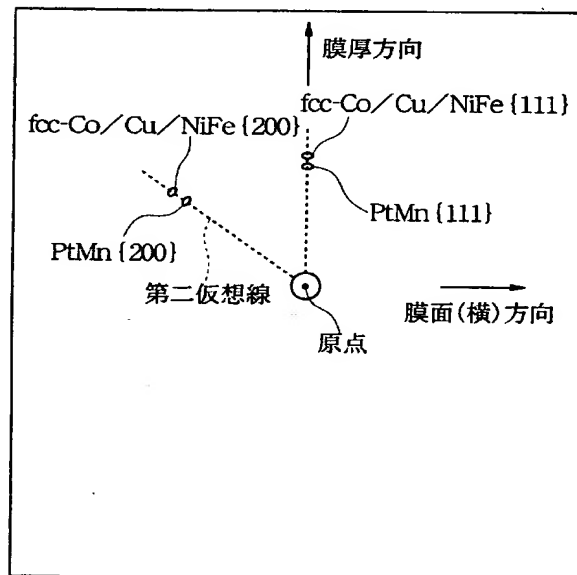 膜厚方向
fcc-Co／Cu／NiFe{111}
fcc-Co／Cu／NiFe{200}
PtMn{111}
PtMn{200}
第二仮想線
膜面(横)方向
原点